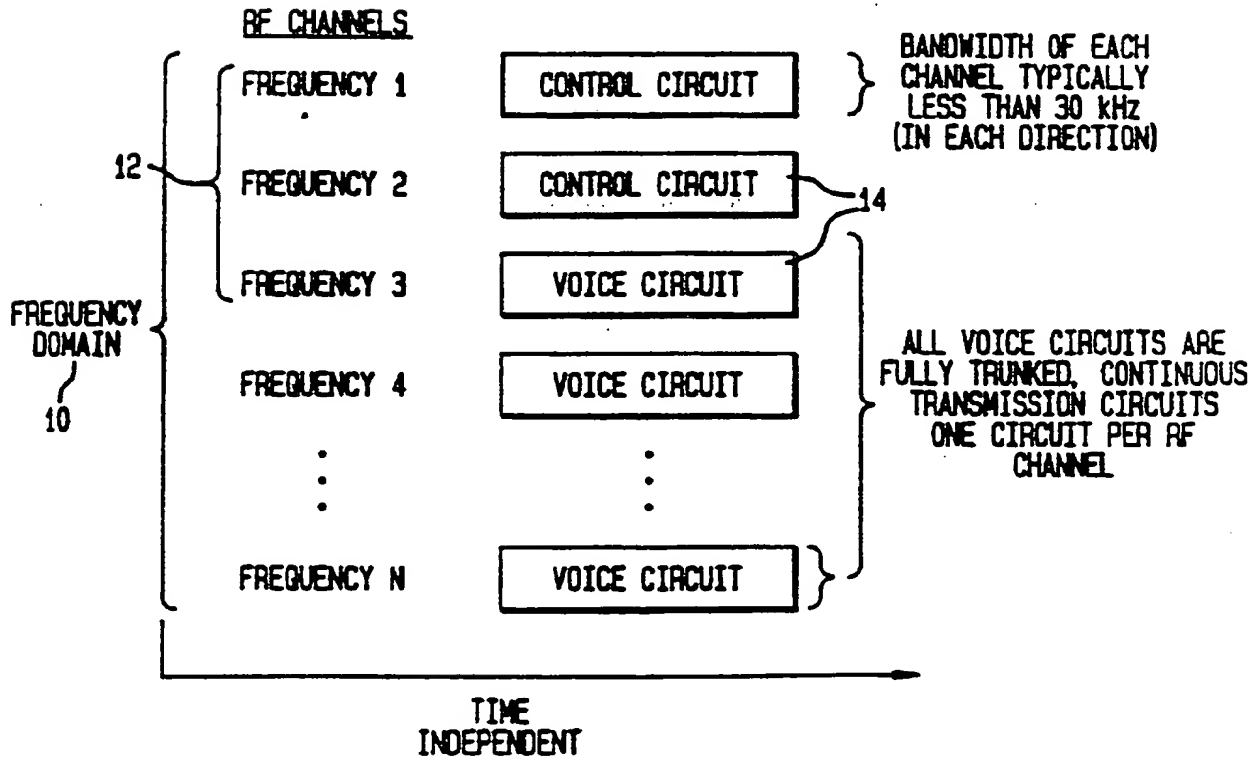 RF CHANNELS
FREQUENCY 1
CONTROL CIRCUIT
BANDWIDTH OF EACH
CHANNEL TYPICALLY
LESS THAN 30 kHz
(IN EACH DIRECTION)
12
FREQUENCY 2
CONTROL CIRCUIT
14
FREQUENCY 3
VOICE CIRCUIT
FREQUENCY
DOMAIN
10
FREQUENCY 4
VOICE CIRCUIT
ALL VOICE CIRCUITS ARE
FULLY TRUNKED, CONTINUOUS
TRANSMISSION CIRCUITS
ONE CIRCUIT PER RF
CHANNEL
FREQUENCY N
VOICE CIRCUIT
TIME
INDEPENDENT